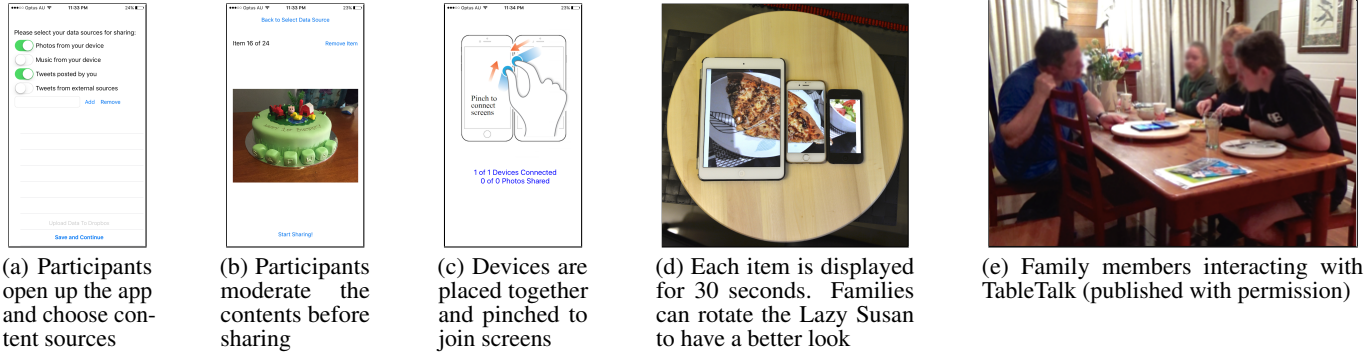 Optus AU 11:33 PM 24%
Please select your data sources for sharing:
Photos from your device
Music from your device
Tweets posted by you
Tweets from external sources
Add Remove
Upload Data To Dropbox
Save and Continue
Optus AU 11:33 PM 23%
Back to Select Data Source
Item 16 of 24
Remove Item
Start Sharing!
Optus AU 11:34 PM 23%
Pinch to
connect
screens
1 of 1 Devices Connected
0 of 0 Photos Shared
(a) Participants
open up the app
and choose con-
tent sources
(b) Participants
moderate the
contents before
sharing
(c) Devices are
placed together
and pinched to
join screens
(d) Each item is displayed
for 30 seconds. Families
can rotate the Lazy Susan
to have a better look
(e) Family members interacting with
TableTalk (published with permission)